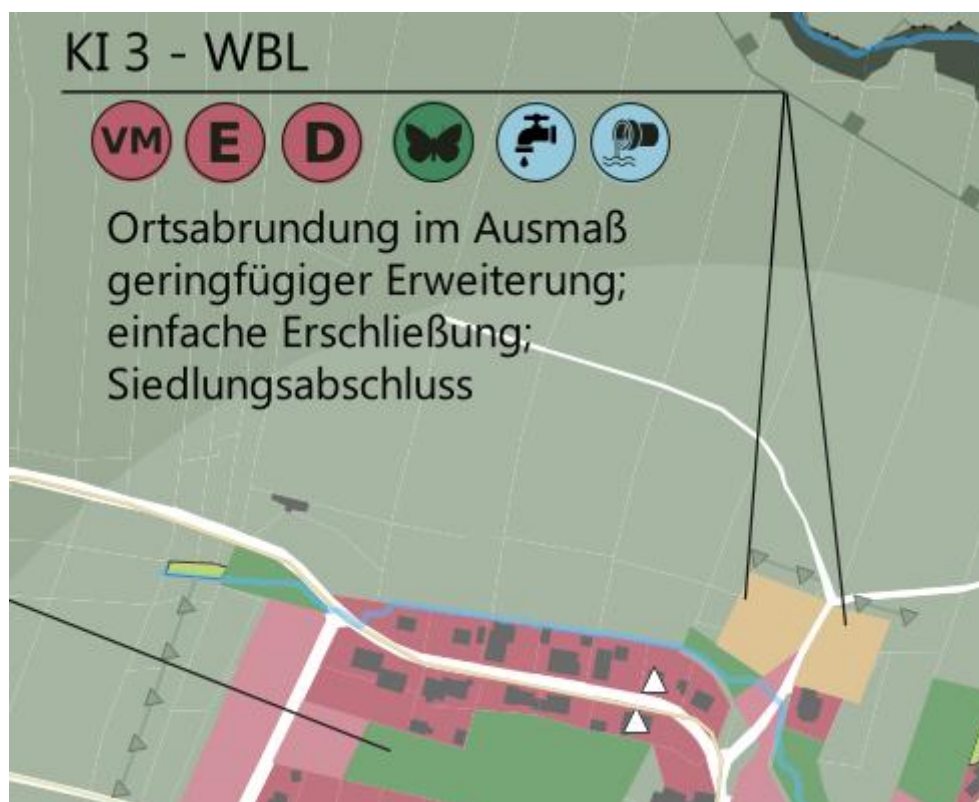 KI 3 - WBL
VM E D
Ortsabrundung im Ausmaß
geringfügiger Erweiterung;
einfache Erschließung;
Siedlungsabschluss